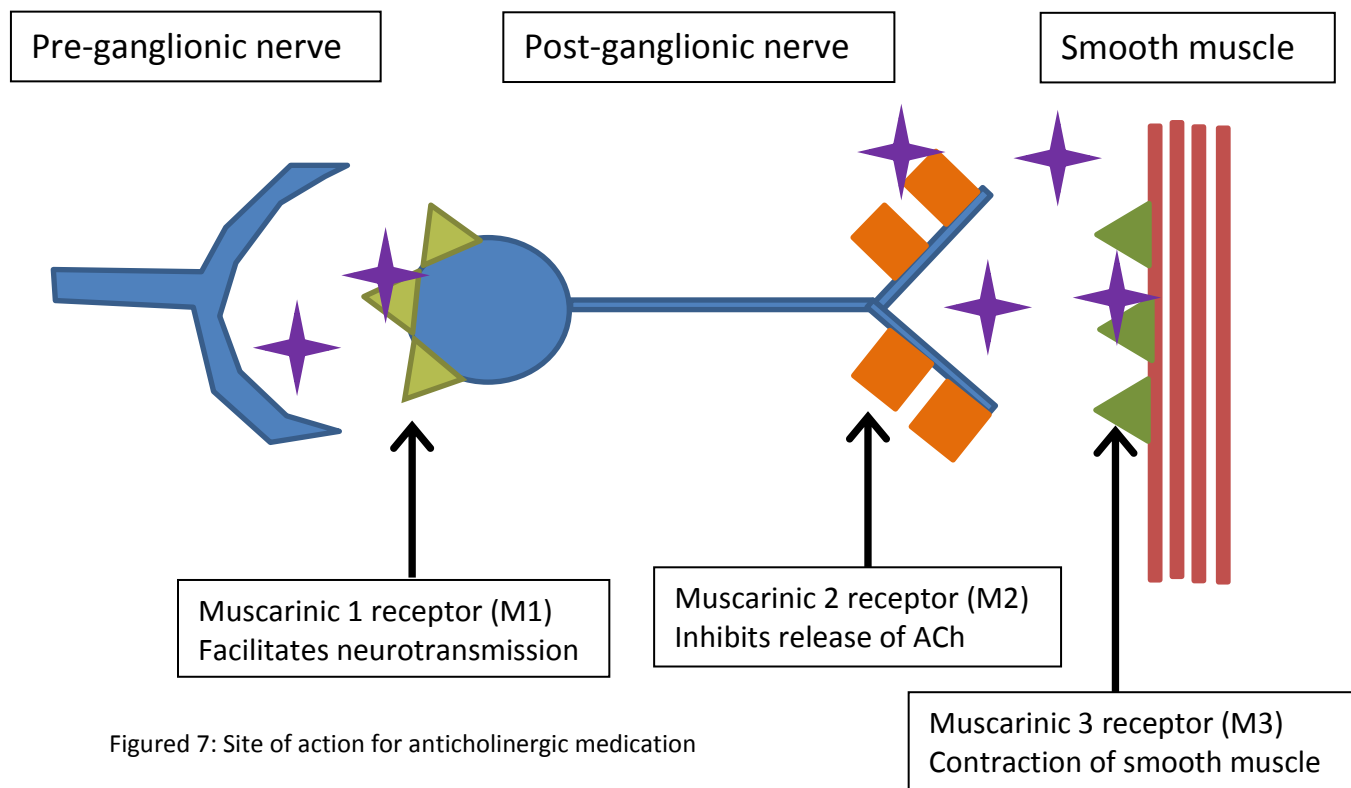 Pre-ganglionic nerve
Post-ganglionic nerve
Smooth muscle
Muscarinic 1 receptor (M1)
Facilitates neurotransmission
Muscarinic 2 receptor (M2)
Inhibits release of ACh
Muscarinic 3 receptor (M3)
Contraction of smooth muscle
Figured 7: Site of action for anticholinergic medication